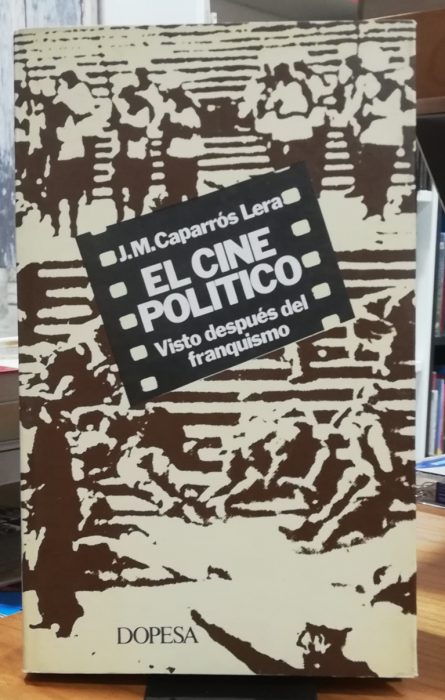 J.M.Caparrós Lera
EL CINE
POLITICO
Visto después del
franquismo
DOPESA